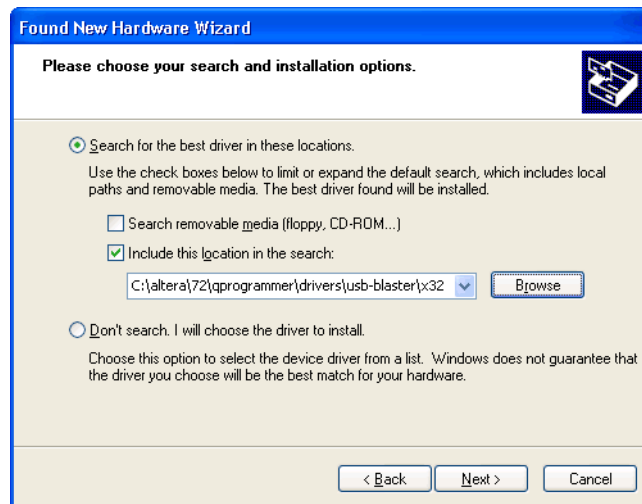 Found New Hardware Wizard
Please choose your search and installation options.
Search for the best driver in these locations.
Use the check boxes below to limit or expand the default search, which includes local
paths and removable media. The best driver found will be installed.
Search removable media (floppy, CD-ROM...)
Include this location in the search:
C:\altera\72\qprogrammer\drivers\usb-blaster\x32
Browse
Don't search. I will choose the driver to install.
Choose this option to select the device driver from a list. Windows does not guarantee that
the driver you choose will be the best match for your hardware.
< Back Next > Cancel